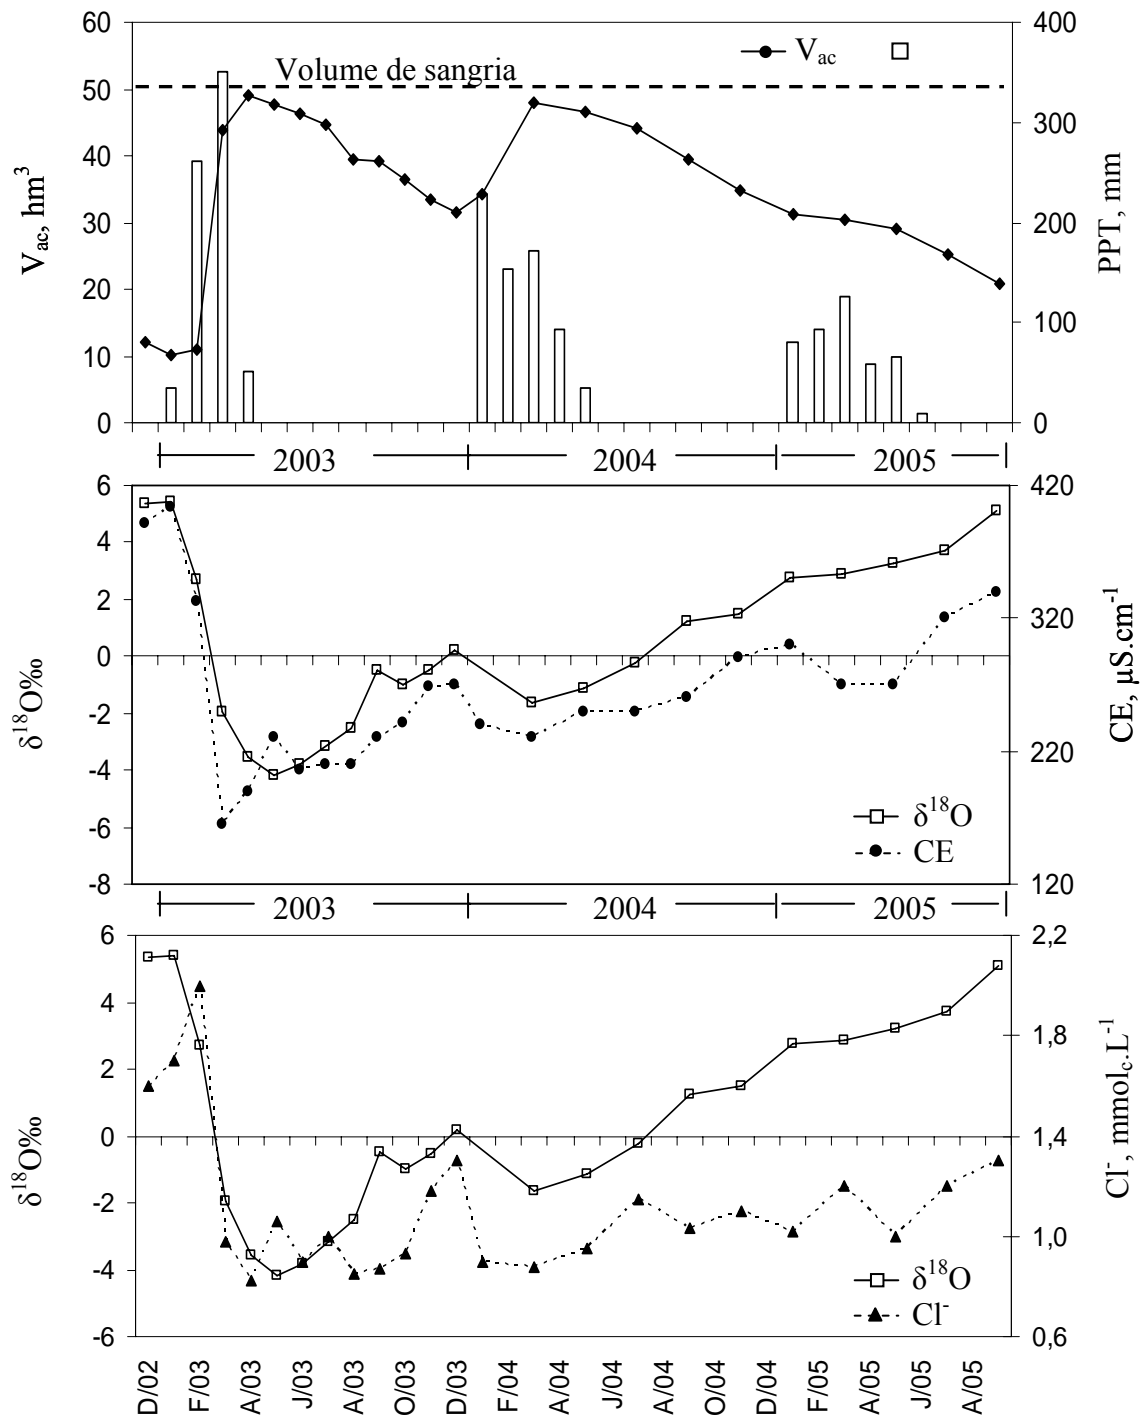 60
50
40
30
20
10
0
V_ac, hm³
400
300
200
100
0
PPT, mm
V_ac
Volume de sangria
2003 2004 2005
6
4
2
0
-2
-4
-6
-8
δ¹⁸O‰
420
320
220
120
CE, µS.cm⁻¹
δ¹⁸O
CE
2003 2004 2005
6
4
2
0
-2
-4
-6
δ¹⁸O‰
2,2
1,8
1,4
1,0
0,6
Cl⁻, mmol_c.L⁻¹
δ¹⁸O
Cl⁻
D/02 F/03 A/03 J/03 A/03 O/03 D/03 F/04 A/04 J/04 A/04 O/04 D/04 A/05 A/05 J/05 A/05